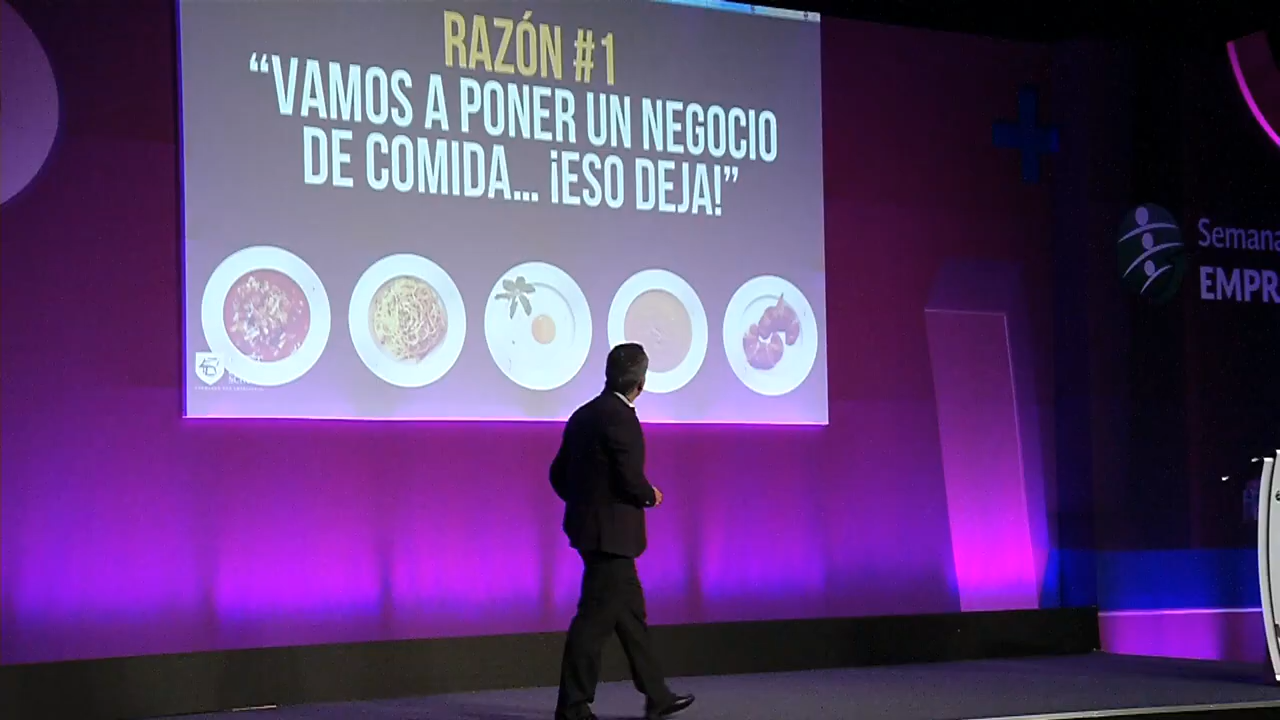 RAZÓN #1
“VAMOS A PONER UN NEGOCIO
DE COMIDA... ¡ESO DEJA!”
Semana
EMPR